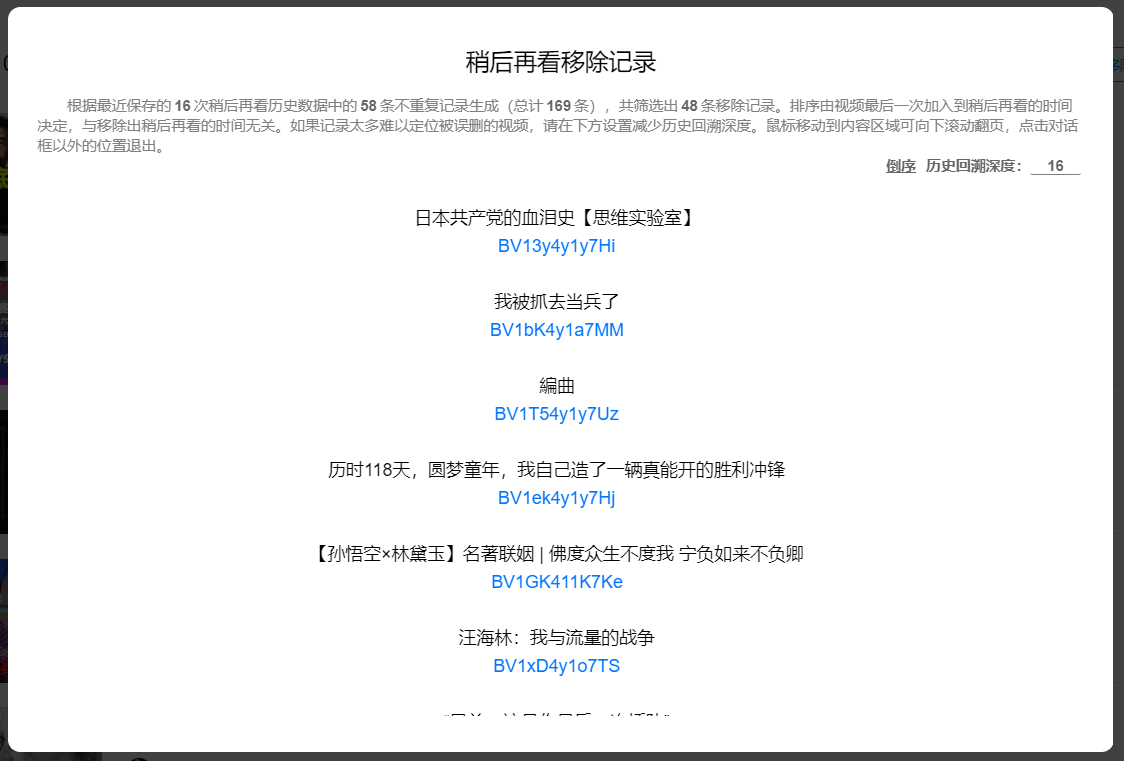 稍后再看移除记录
根据最近保存的 16 次稍后再看历史数据中的 58 条不重复记录生成（总计 169 条），共筛选出 48 条移除记录。排序由视频最后一次加入到稍后再看的时间
决定，与移除出稍后再看的时间无关。如果记录太多难以定位被误删的视频，请在下方设置减少历史回溯深度。鼠标移动到内容区域可向下滚动翻页，点击对话
框以外的位置退出。
倒序 历史回溯深度： 16
日本共产党的血泪史【思维实验室】
BV13y4y1y7Hi
我被抓去当兵了
BV1bK4y1a7MM
編曲
BV1T54y1y7Uz
历时118天，圆梦童年，我自己造了一辆真能开的胜利冲锋
BV1ek4y1y7Hj
【孙悟空×林黛玉】名著联姻 | 佛度众生不度我 宁负如来不负卿
BV1GK411K7Ke
汪海林：我与流量的战争
BV1xD4y1o7TS